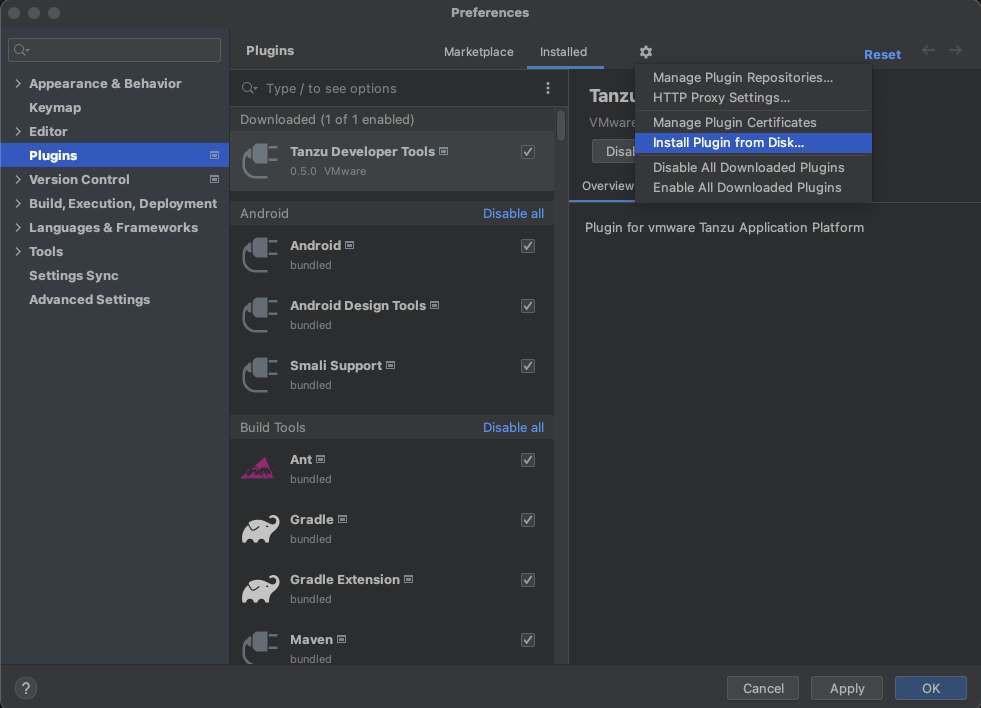 Preferences
Appearance & Behavior
Keymap
Editor
Plugins
Version Control
Build, Execution, Deployment
Languages & Frameworks
Tools
Settings Sync
Advanced Settings
Plugins
Marketplace
Installed
Reset
Type / to see options
Downloaded (1 of 1 enabled)
Tanzu Developer Tools
0.5.0 VMware
Android
Disable all
Android
bundled
Android Design Tools
bundled
Smali Support
bundled
Build Tools
Disable all
Ant
bundled
Gradle
bundled
Gradle Extension
bundled
Maven
bundled
Manage Plugin Repositories...
HTTP Proxy Settings...
Manage Plugin Certificates
Install Plugin from Disk...
Disable All Downloaded Plugins
Enable All Downloaded Plugins
Tanzu
VMware
Disab
Overview
Plugin for vmware Tanzu Application Platform
?
Cancel
Apply
OK